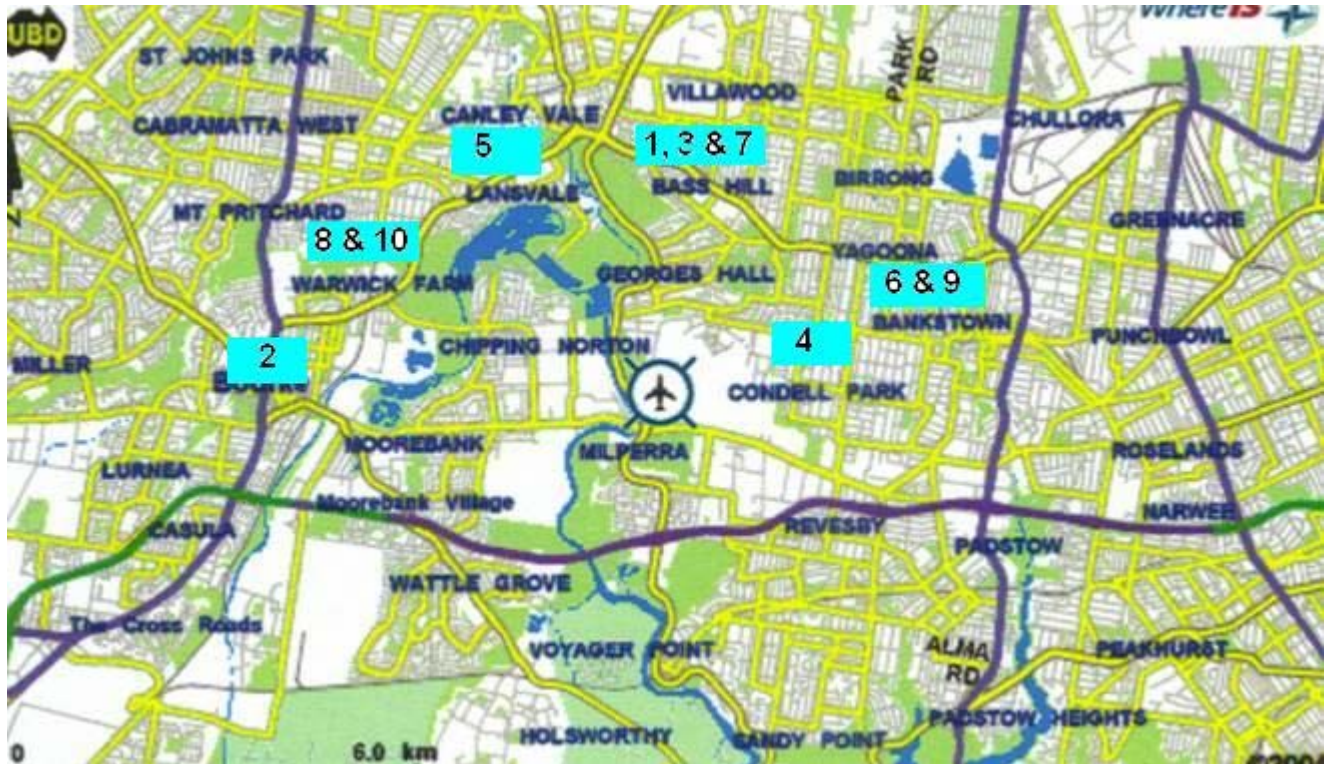 UBD
WhereiS
ST JOHNS PARK
PARK
RD
VILLAWOOD
CANLEY VALE
CHULLORA
CABRAMATTA WEST
5
1, 3 & 7
LANSVALE
BASS HILL
BIRRONG
MT PRITCHARD
GREENACRE
8 & 10
YAGOONA
WARWICK FARM
GEORGES HALL
6 & 9
BANKSTOWN
CHIPPING NORTON
PUNCHBOWL
4
MILLER
2
CONDELL PARK
MOOREBANK
MILPERRA
ROSELANDS
LURNEA
Moorebank Village
NARWEE
CASULA
REVESBY
PADSTOW
WATTLE GROVE
The Cross Roads
VOYAGER POINT
ALMA
RD
PEAKHURST
PADSTOW HEIGHTS
HOLSWORTHY
SANDY POINT
0
6.0 km